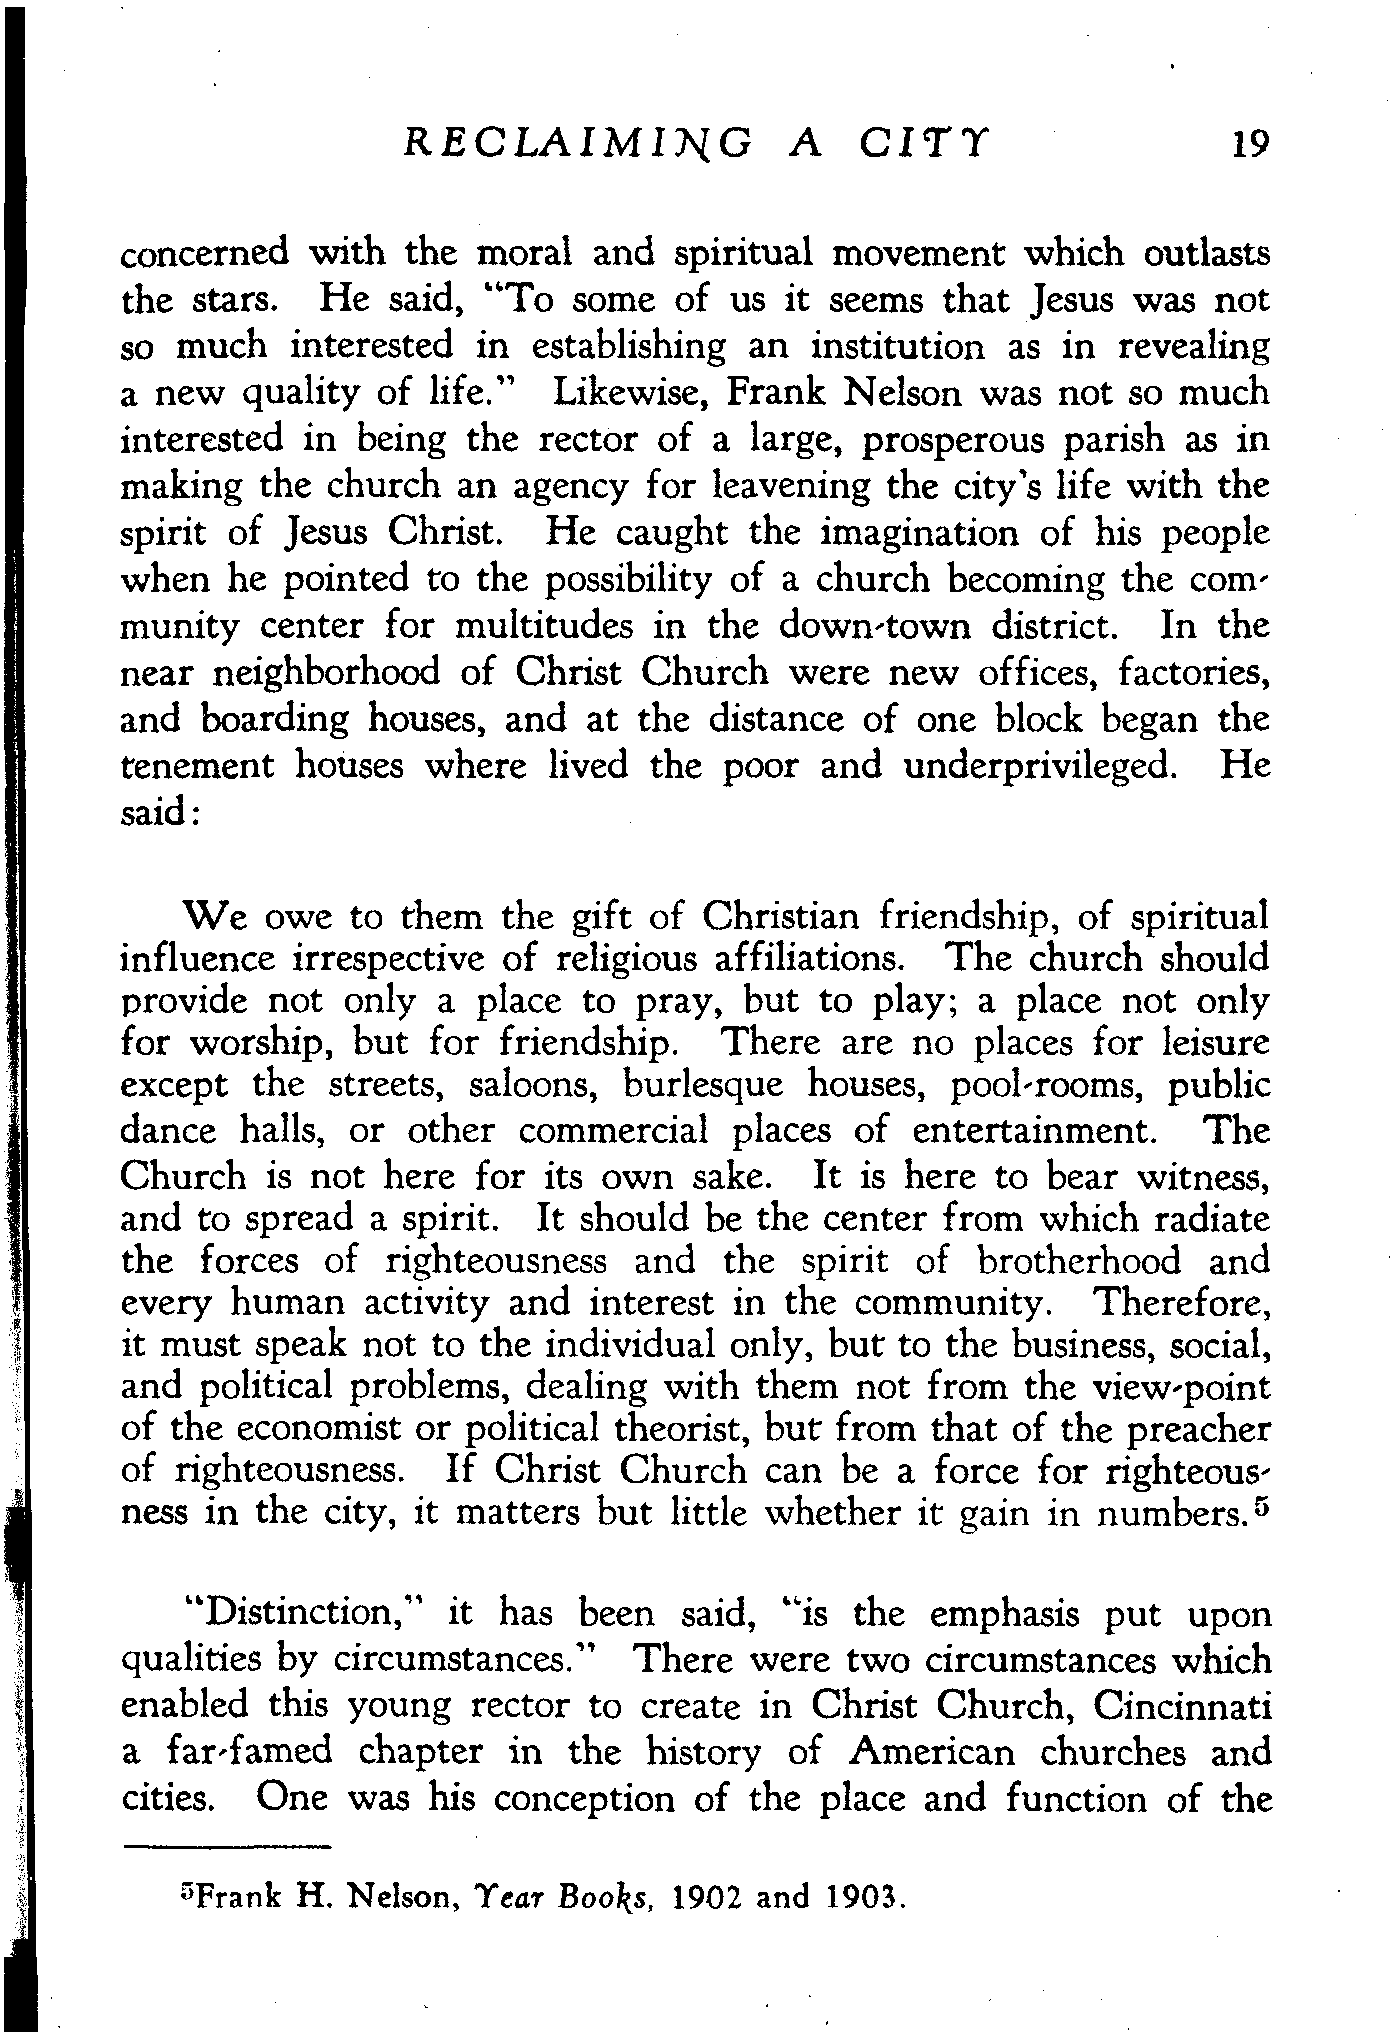 RECLAIMING A CITY 19
concerned with the moral and spiritual movement which outlasts
the stars. He said, "To some of us it seems that Jesus was not
so much interested in establishing an institution as in revealing
a new quality of life." Likewise, Frank Nelson was not so much
interested in being the rector of a large, prosperous parish as in
making the church an agency for leavening the city's life with the
spirit of Jesus Christ. He caught the imagination of his people
when he pointed to the possibility of a church becoming the com-
munity center for multitudes in the down-town district. In the
near neighborhood of Christ Church were new offices, factories,
and boarding houses, and at the distance of one block began the
tenement houses where lived the poor and underprivileged. He
said:
We owe to them the gift of Christian friendship, of spiritual
influence irrespective of religious affiliations. The church should
provide not only a place to pray, but to play; a place not only
for worship, but for friendship. There are no places for leisure
except the streets, saloons, burlesque houses, pool-rooms, public
dance halls, or other commercial places of entertainment. The
Church is not here for its own sake. It is here to bear witness,
and to spread a spirit. It should be the center from which radiate
the forces of righteousness and the spirit of brotherhood and
every human activity and interest in the community. Therefore,
it must speak not to the individual only, but to the business, social,
and political problems, dealing with them not from the view-point
of the economist or political theorist, but from that of the preacher
of righteousness. If Christ Church can be a force for righteous-
ness in the city, it matters but little whether it gain in numbers.⁵
"Distinction," it has been said, "is the emphasis put upon
qualities by circumstances." There were two circumstances which
enabled this young rector to create in Christ Church, Cincinnati
a far-famed chapter in the history of American churches and
cities. One was his conception of the place and function of the
⁵Frank H. Nelson, Year Books, 1902 and 1903.